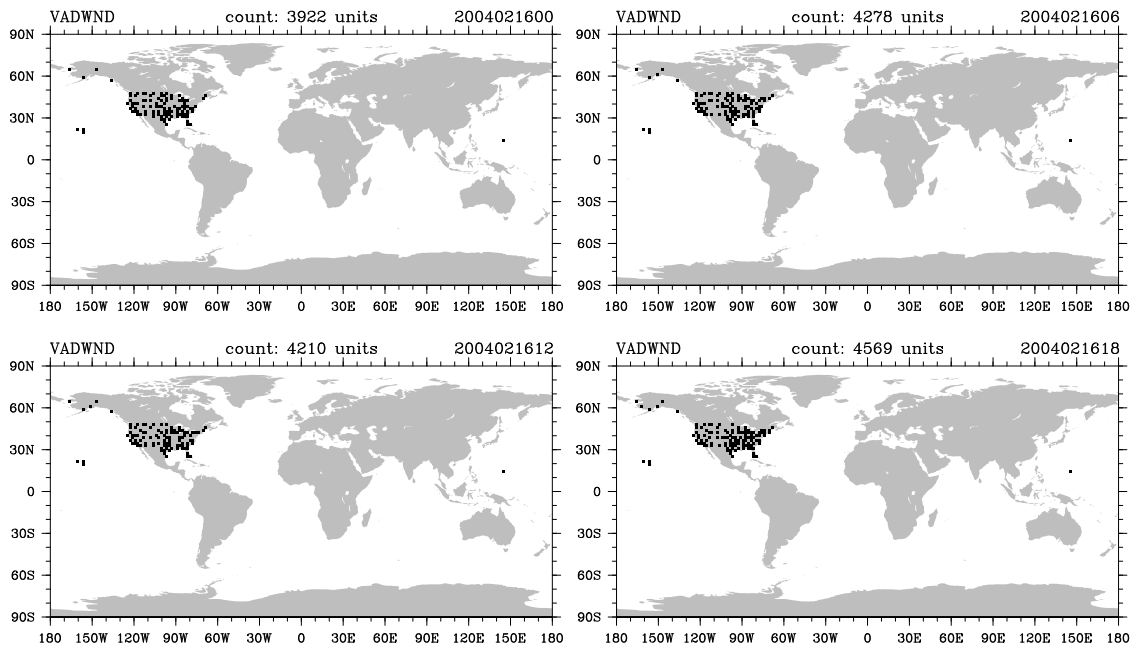 VADWND count: 3922 units 2004021600
90N
60N
30N
0
30S
60S
90S
180 150W 120W 90W 60W 30W 0 30E 60E 90E 120E 150E 180
VADWND count: 4278 units 2004021606
90N
60N
30N
0
30S
60S
90S
180 150W 120W 90W 60W 30W 0 30E 60E 90E 120E 150E 180
VADWND count: 4210 units 2004021612
90N
60N
30N
0
30S
60S
90S
180 150W 120W 90W 60W 30W 0 30E 60E 90E 120E 150E 180
VADWND count: 4569 units 2004021618
90N
60N
30N
0
30S
60S
90S
180 150W 120W 90W 60W 30W 0 30E 60E 90E 120E 150E 180